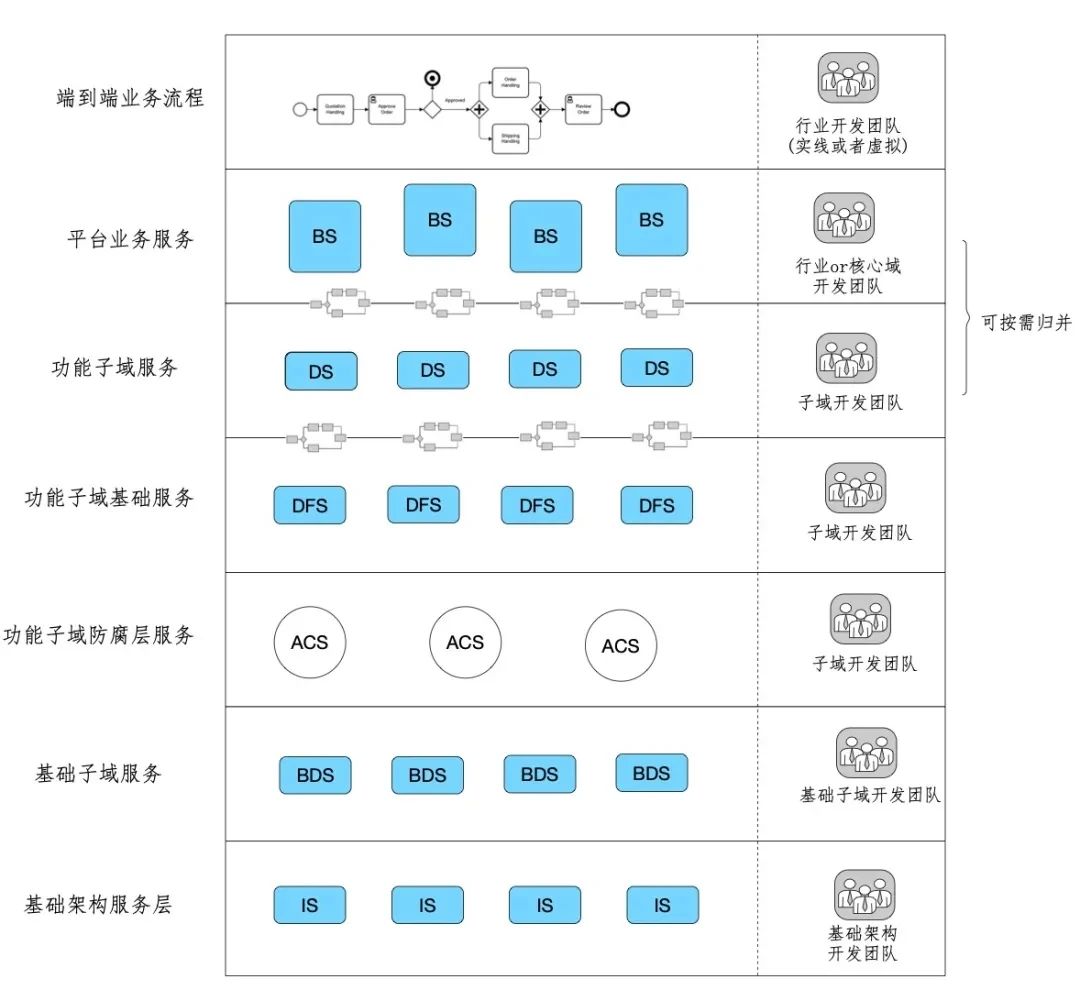 端到端业务流程
Quotation
Handling
Approve
Order
Approved
Order
Handling
Shipping
Handling
Review
Order
行业开发团队
(实线或者虚拟)
平台业务服务
BS
BS
BS
BS
行业or核心域
开发团队
可按需归并
功能子域服务
DS
DS
DS
DS
子域开发团队
功能子域基础服务
DFS
DFS
DFS
DFS
子域开发团队
功能子域防腐层服务
ACS
ACS
ACS
子域开发团队
基础子域服务
BDS
BDS
BDS
BDS
基础子域开发团队
基础架构服务层
IS
IS
IS
IS
基础架构
开发团队